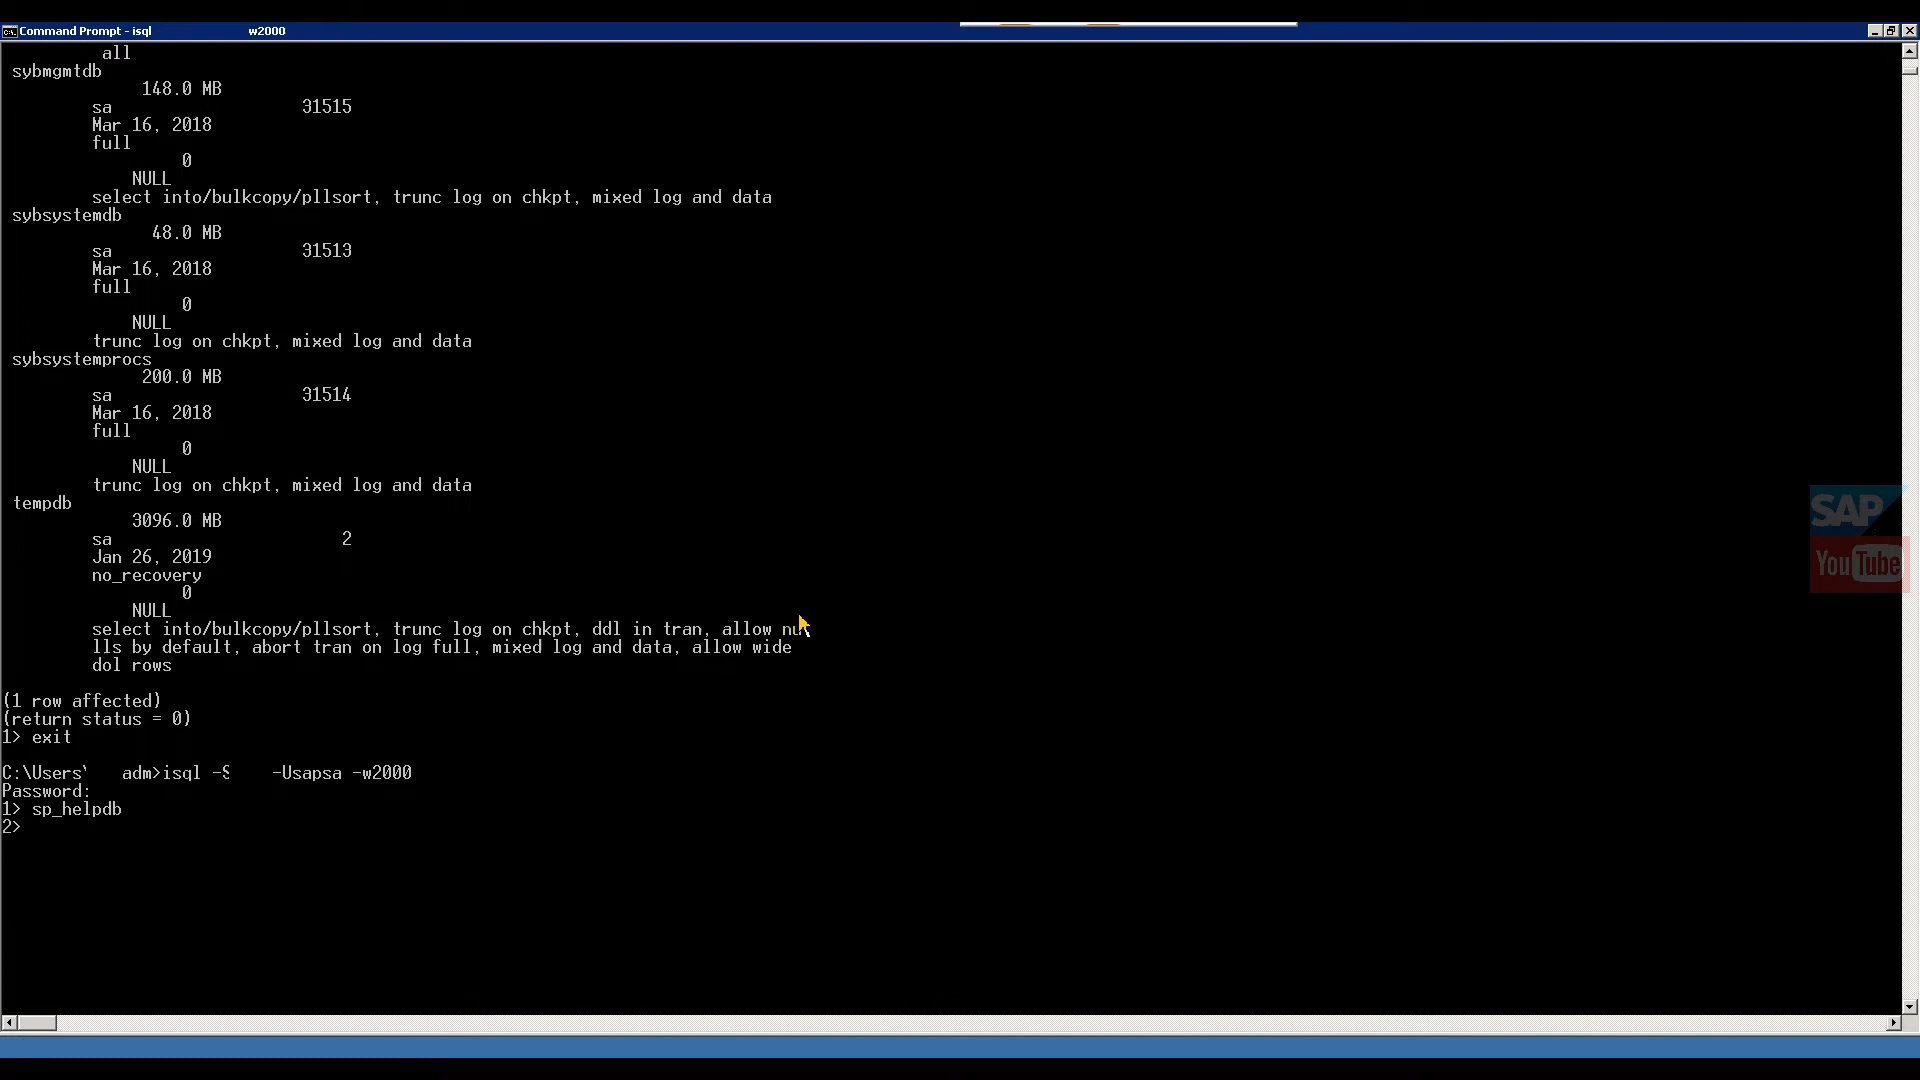 Command Prompt - isql w2000
all
sybmgmtdb
148.0 MB
sa 31515
Mar 16, 2018
full
0
NULL
select into/bulkcopy/pllsort, trunc log on chkpt, mixed log and data
sybsystemdb
48.0 MB
sa 31513
Mar 16, 2018
full
0
NULL
trunc log on chkpt, mixed log and data
sybsystemprocs
200.0 MB
sa 31514
Mar 16, 2018
full
0
NULL
trunc log on chkpt, mixed log and data
tempdb
3096.0 MB
sa 2
Jan 26, 2019
no_recovery
0
NULL
select into/bulkcopy/pllsort, trunc log on chkpt, ddl in tran, allow nu
lls by default, abort tran on log full, mixed log and data, allow wide
dol rows
(1 row affected)
(return status = 0)
1> exit
C:\Users\ adm>isql -S -Usapsa -w2000
Password:
1> sp_helpdb
2>
SAP
YouTube